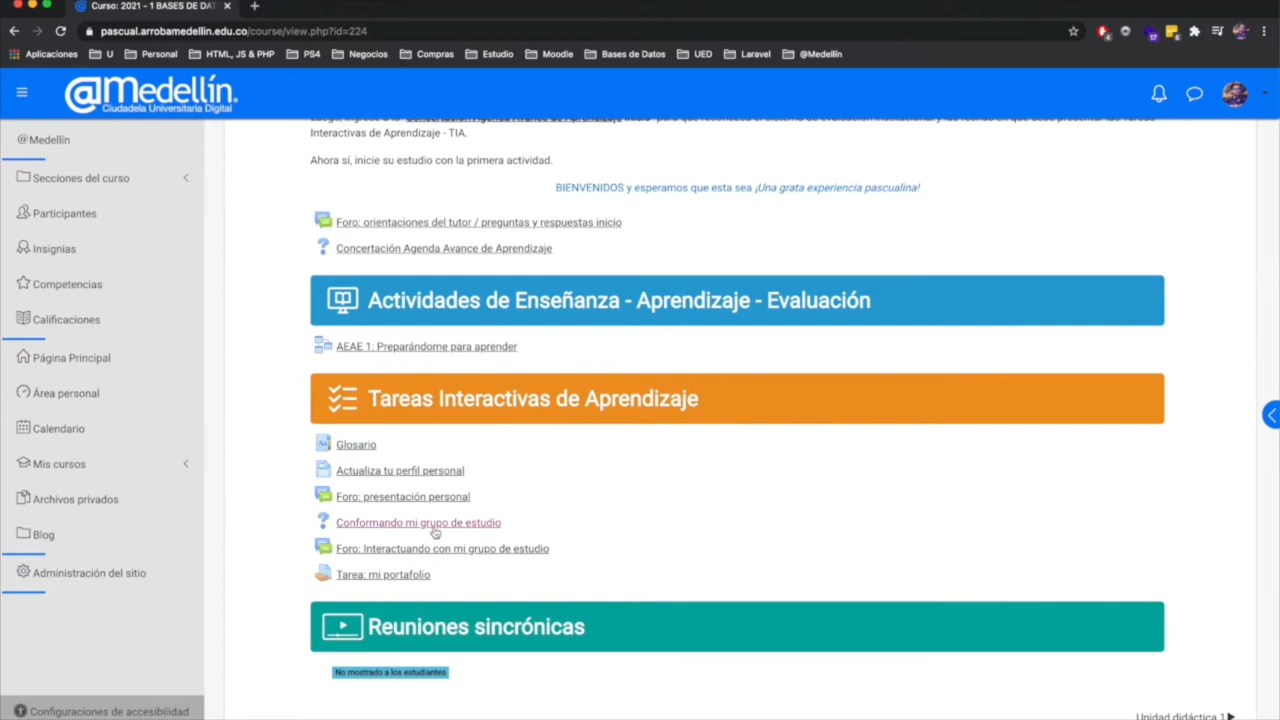 Curso: 2021 - 1 BASES DE DAT
pascual.arrobamedellin.edu.co/course/view.php?id=224
Aplicaciones U Personal HTML, JS & PHP PS4 Negocios Compras Estudio Moodle Bases de Datos UED Laravel @Medellín
@Medellín
Ciudadela Universitaria Digital
@Medellín
Secciones del curso
Participantes
Insignias
Competencias
Calificaciones
Página Principal
Área personal
Calendario
Mis cursos
Archivos privados
Blog
Administración del sitio
Configuraciones de accesibilidad
Interactivas de Aprendizaje - TIA.
Ahora sí, inicie su estudio con la primera actividad.
BIENVENIDOS y esperamos que esta sea ¡Una grata experiencia pascualina!
Foro: orientaciones del tutor / preguntas y respuestas inicio
Concertación Agenda Avance de Aprendizaje
Actividades de Enseñanza - Aprendizaje - Evaluación
AEAE 1: Preparándome para aprender
Tareas Interactivas de Aprendizaje
Glosario
Actualiza tu perfil personal
Foro: presentación personal
Conformando mi grupo de estudio
Foro: Interactuando con mi grupo de estudio
Tarea: mi portafolio
Reuniones sincrónicas
No mostrado a los estudiantes
Unidad didáctica 1